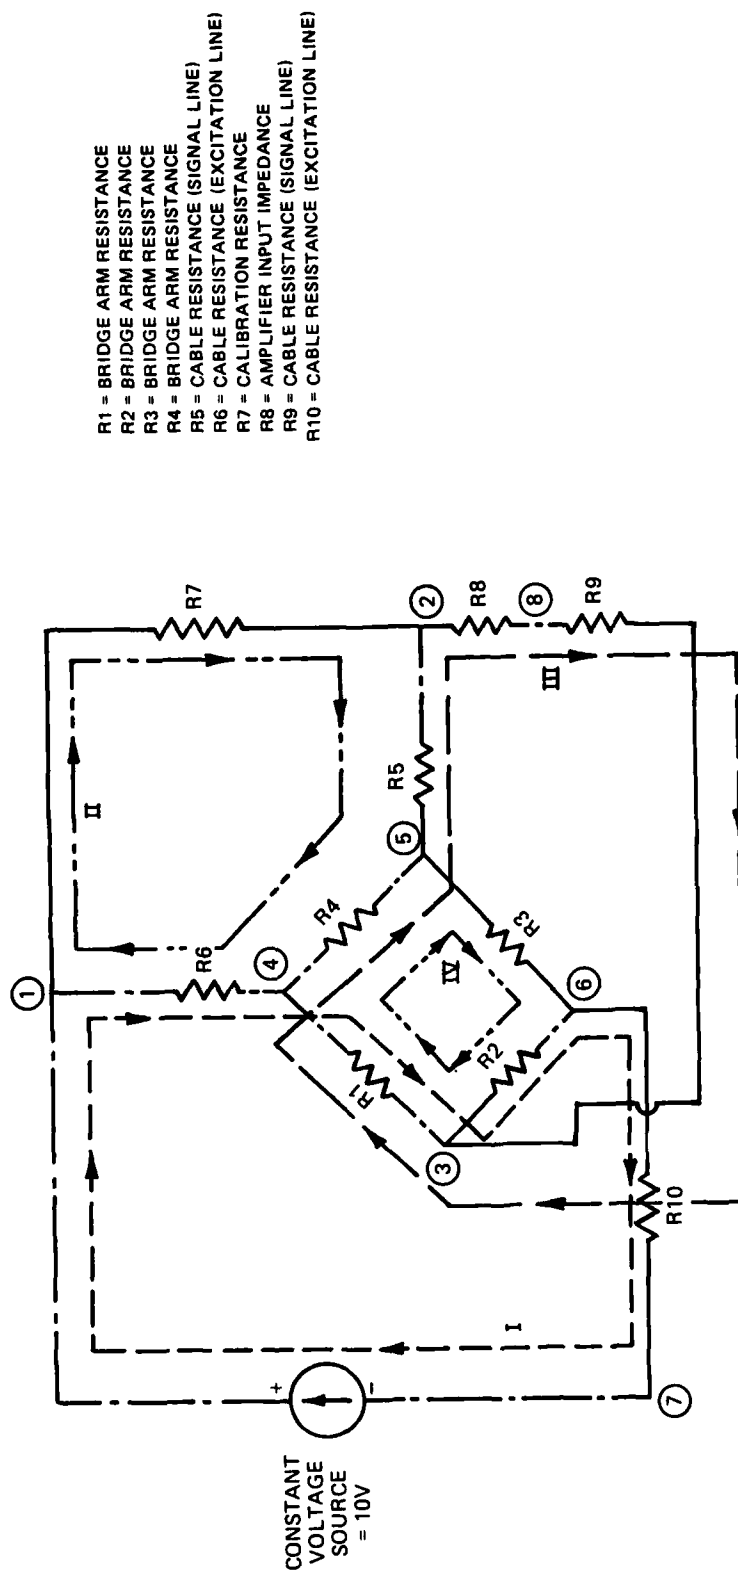 R1 = BRIDGE ARM RESISTANCE
R2 = BRIDGE ARM RESISTANCE
R3 = BRIDGE ARM RESISTANCE
R4 = BRIDGE ARM RESISTANCE
R5 = CABLE RESISTANCE (SIGNAL LINE)
R6 = CABLE RESISTANCE (EXCITATION LINE)
R7 = CALIBRATION RESISTANCE
R8 = AMPLIFIER INPUT IMPEDANCE
R9 = CABLE RESISTANCE (SIGNAL LINE)
R10 = CABLE RESISTANCE (EXCITATION LINE)
1
R7
II
2
R6
4
R5
5
R8
8
R9
R4
III
R1
R3
IV
R2
6
3
R10
I
+
−
7
CONSTANT
VOLTAGE
SOURCE
= 10V